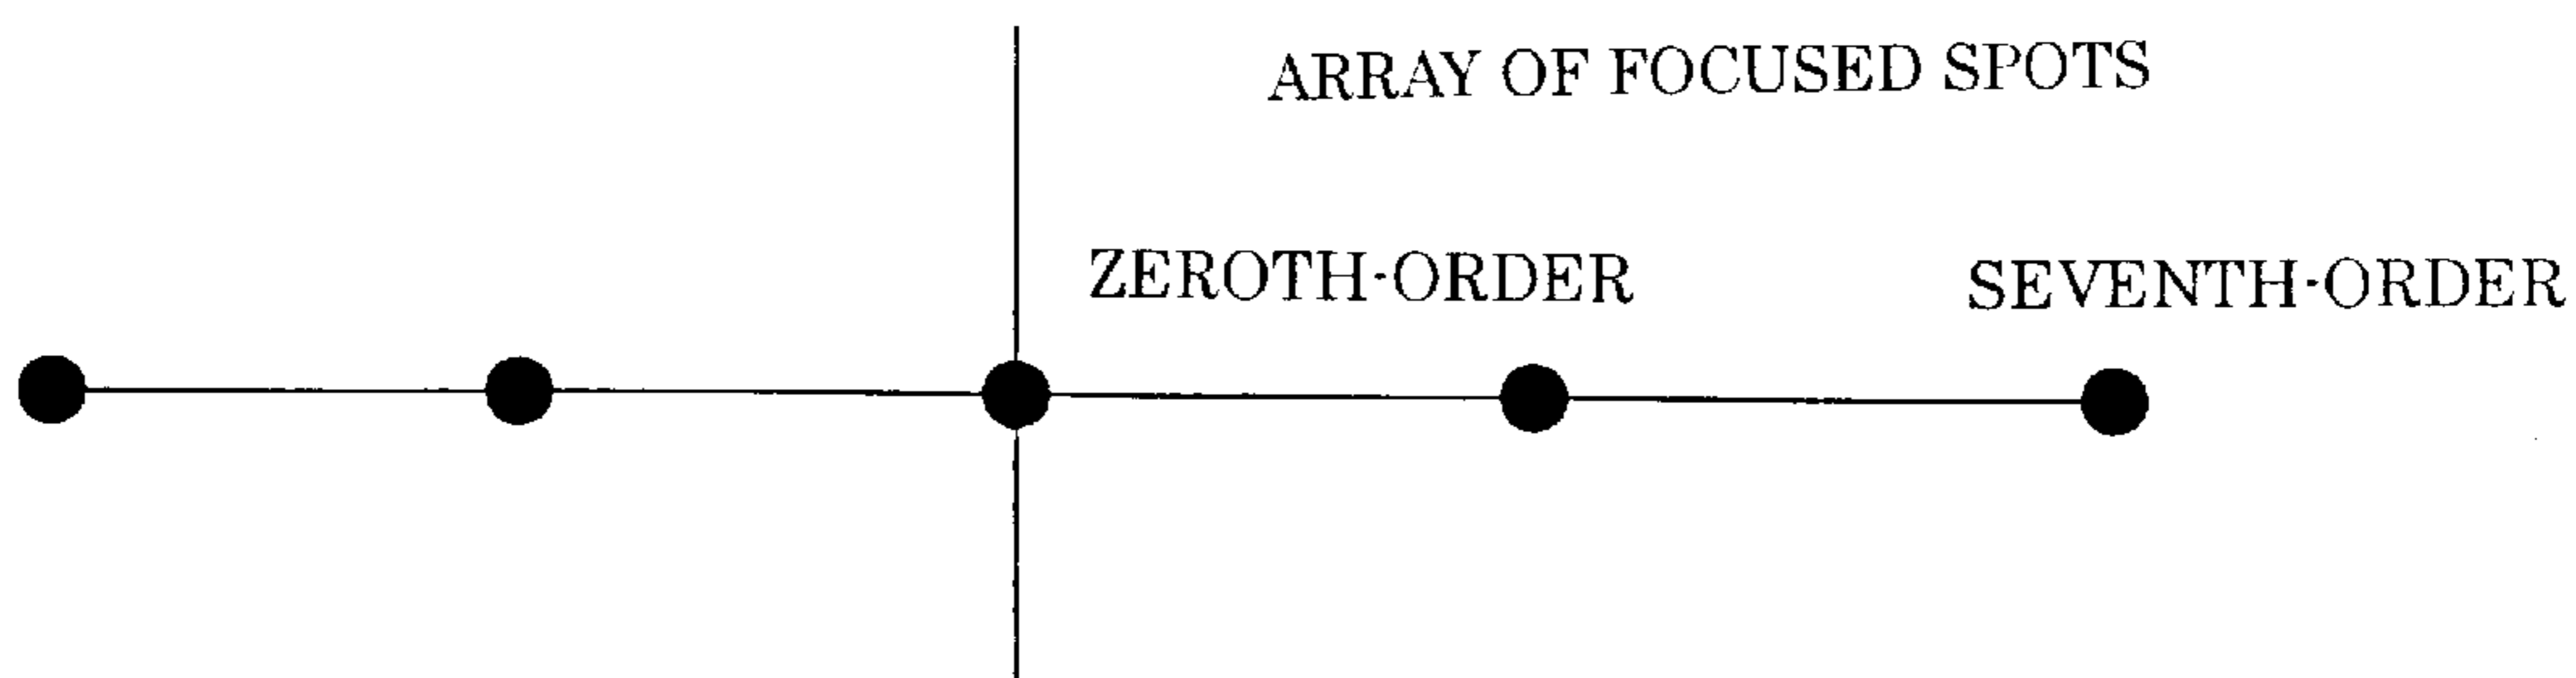 ARRAY OF FOCUSED SPOTS
ZEROTH-ORDER
SEVENTH-ORDER